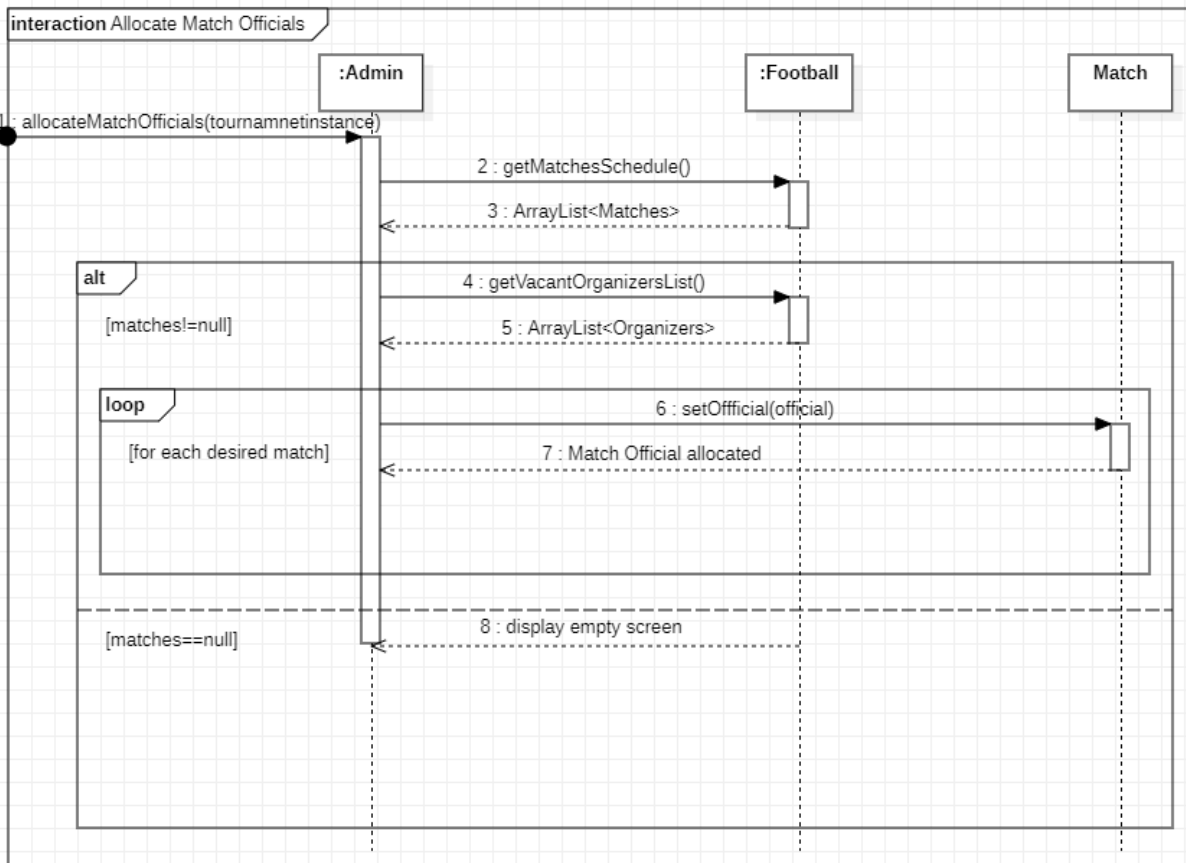 interaction Allocate Match Officials
:Admin
:Football
Match
1 : allocateMatchOfficials(tournamnetinstance)
2 : getMatchesSchedule()
3 : ArrayList<Matches>
alt
4 : getVacantOrganizersList()
[matches!=null]
5 : ArrayList<Organizers>
loop
6 : setOffficial(official)
[for each desired match]
7 : Match Official allocated
8 : display empty screen
[matches==null]